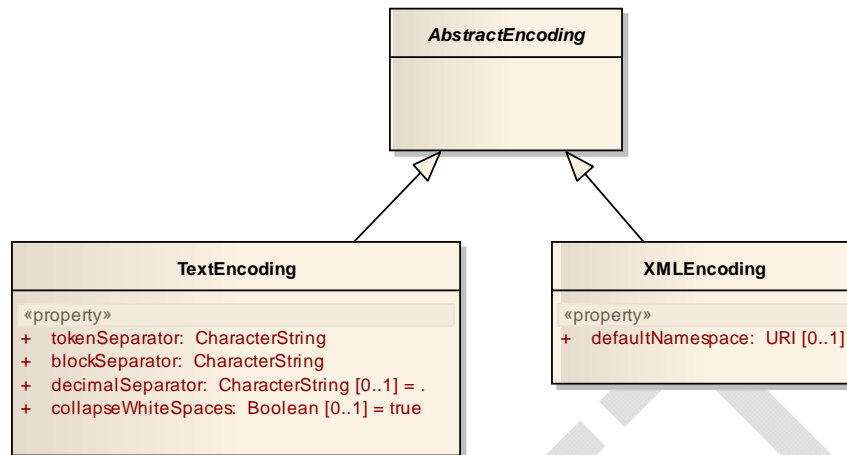 AbstractEncoding
TextEncoding
«property»
+ tokenSeparator: CharacterString
+ blockSeparator: CharacterString
+ decimalSeparator: CharacterString [0..1] = .
+ collapseWhiteSpaces: Boolean [0..1] = true
XMLEncoding
«property»
+ defaultNamespace: URI [0..1]